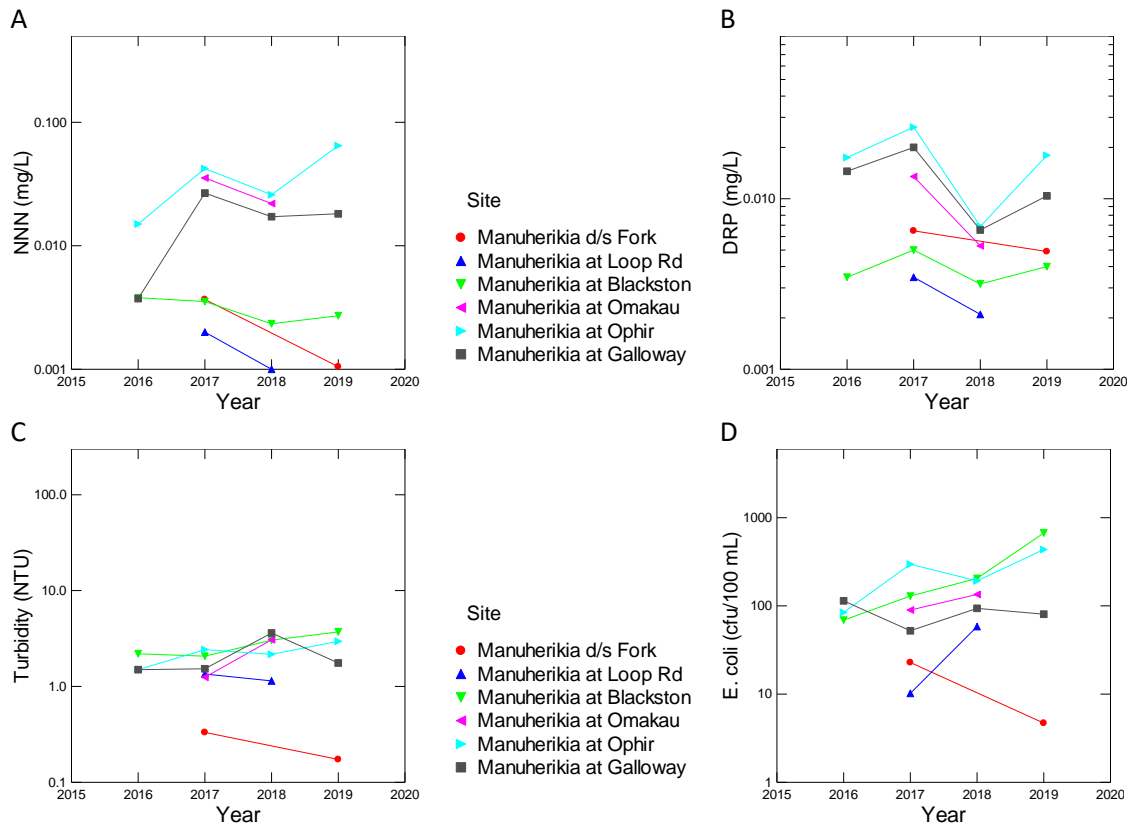 A
NNN (mg/L)
0.100
0.010
0.001
2015 2016 2017 2018 2019 2020
Year
Site
Manuherikia d/s Fork
Manuherikia at Loop Rd
Manuherikia at Blackston
Manuherikia at Omakau
Manuherikia at Ophir
Manuherikia at Galloway
B
DRP (mg/L)
0.010
0.001
2015 2016 2017 2018 2019 2020
Year
C
Turbidity (NTU)
100.0
10.0
1.0
0.1
2015 2016 2017 2018 2019 2020
Year
Site
Manuherikia d/s Fork
Manuherikia at Loop Rd
Manuherikia at Blackston
Manuherikia at Omakau
Manuherikia at Ophir
Manuherikia at Galloway
D
E. coli (cfu/100 mL)
1000
100
10
1
2015 2016 2017 2018 2019 2020
Year